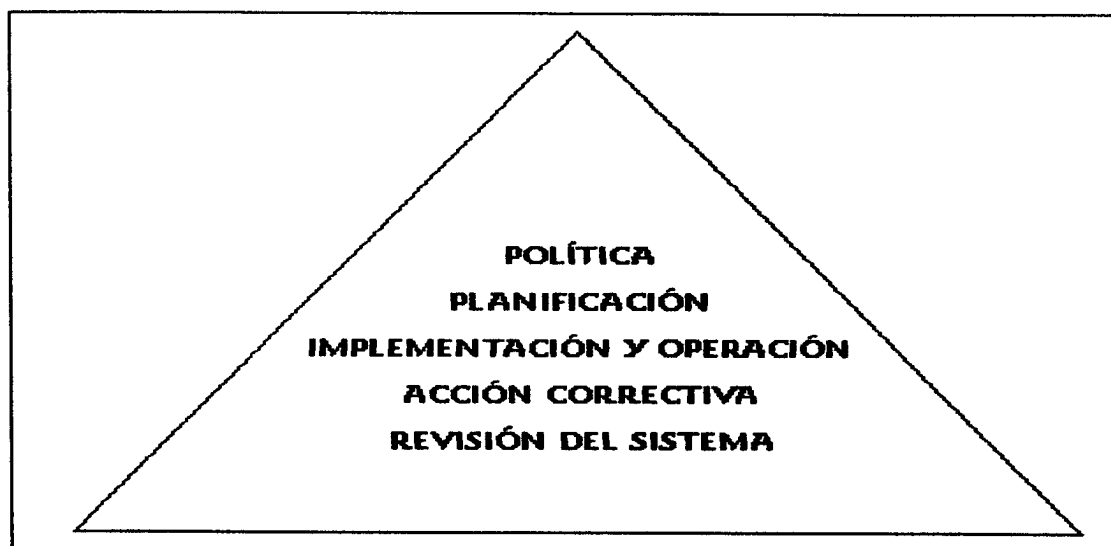 POLÍTICA
PLANIFICACIÓN
IMPLEMENTACIÓN Y OPERACIÓN
ACCIÓN CORRECTIVA
REVISIÓN DEL SISTEMA